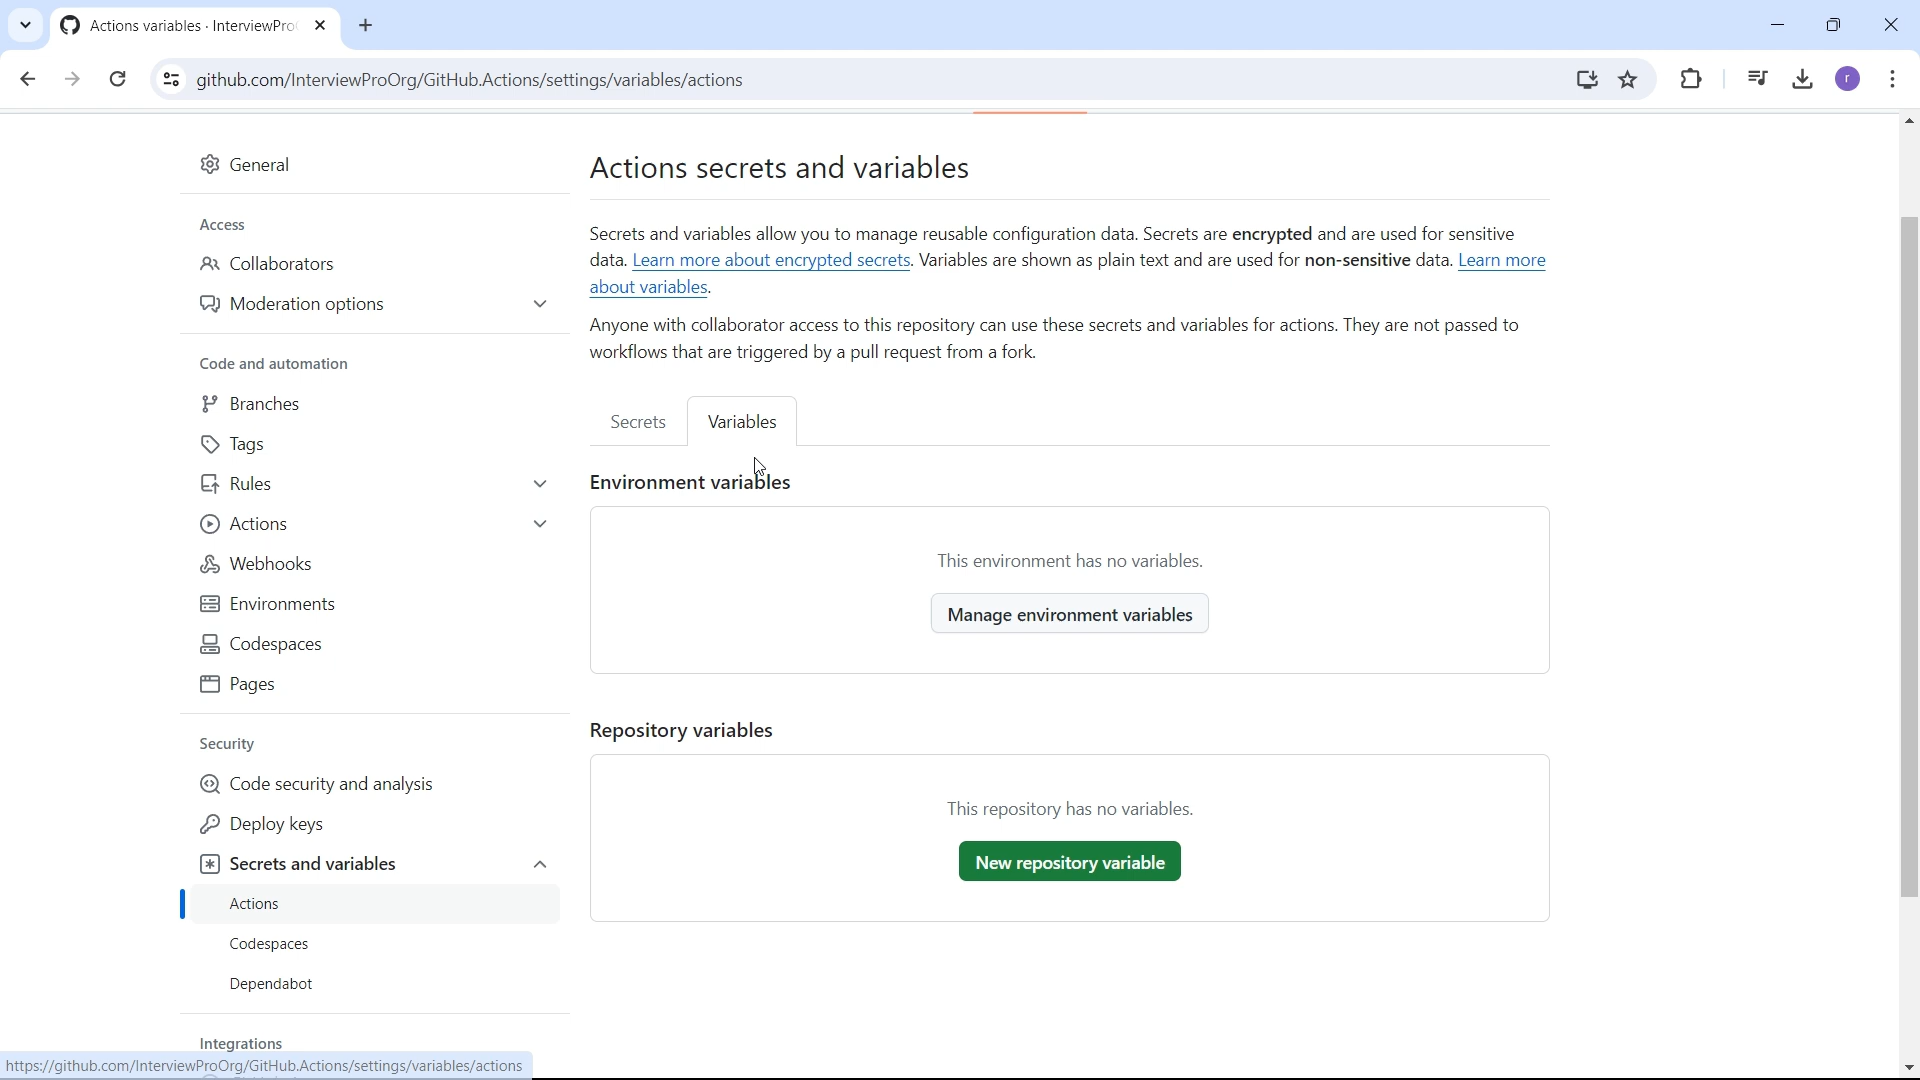 Actions variables · InterviewPro
github.com/InterviewProOrg/GitHub.Actions/settings/variables/actions
r
General
Access
Collaborators
Moderation options
Code and automation
Branches
Tags
Rules
Actions
Webhooks
Environments
Codespaces
Pages
Security
Code security and analysis
Deploy keys
Secrets and variables
Actions
Codespaces
Dependabot
Integrations
Actions secrets and variables
Secrets and variables allow you to manage reusable configuration data. Secrets are encrypted and are used for sensitive
data. Learn more about encrypted secrets. Variables are shown as plain text and are used for non-sensitive data. Learn more
about variables.
Anyone with collaborator access to this repository can use these secrets and variables for actions. They are not passed to
workflows that are triggered by a pull request from a fork.
Secrets
Variables
Environment variables
This environment has no variables.
Manage environment variables
Repository variables
This repository has no variables.
New repository variable
https://github.com/InterviewProOrg/GitHub.Actions/settings/variables/actions